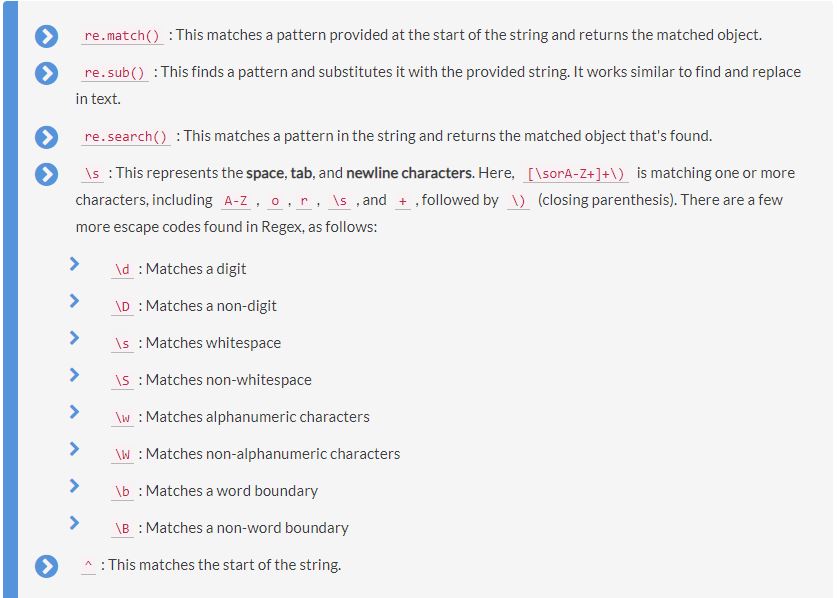 re.match() : This matches a pattern provided at the start of the string and returns the matched object.
re.sub() : This finds a pattern and substitutes it with the provided string. It works similar to find and replace
in text.
re.search() : This matches a pattern in the string and returns the matched object that's found.
\s : This represents the space, tab, and newline characters. Here, [\sorA-Z+]+\) is matching one or more
characters, including A-Z , o , r , \s , and + , followed by \) (closing parenthesis). There are a few
more escape codes found in Regex, as follows:
\d : Matches a digit
\D : Matches a non-digit
\s : Matches whitespace
\S : Matches non-whitespace
\w : Matches alphanumeric characters
\W : Matches non-alphanumeric characters
\b : Matches a word boundary
\B : Matches a non-word boundary
^ : This matches the start of the string.